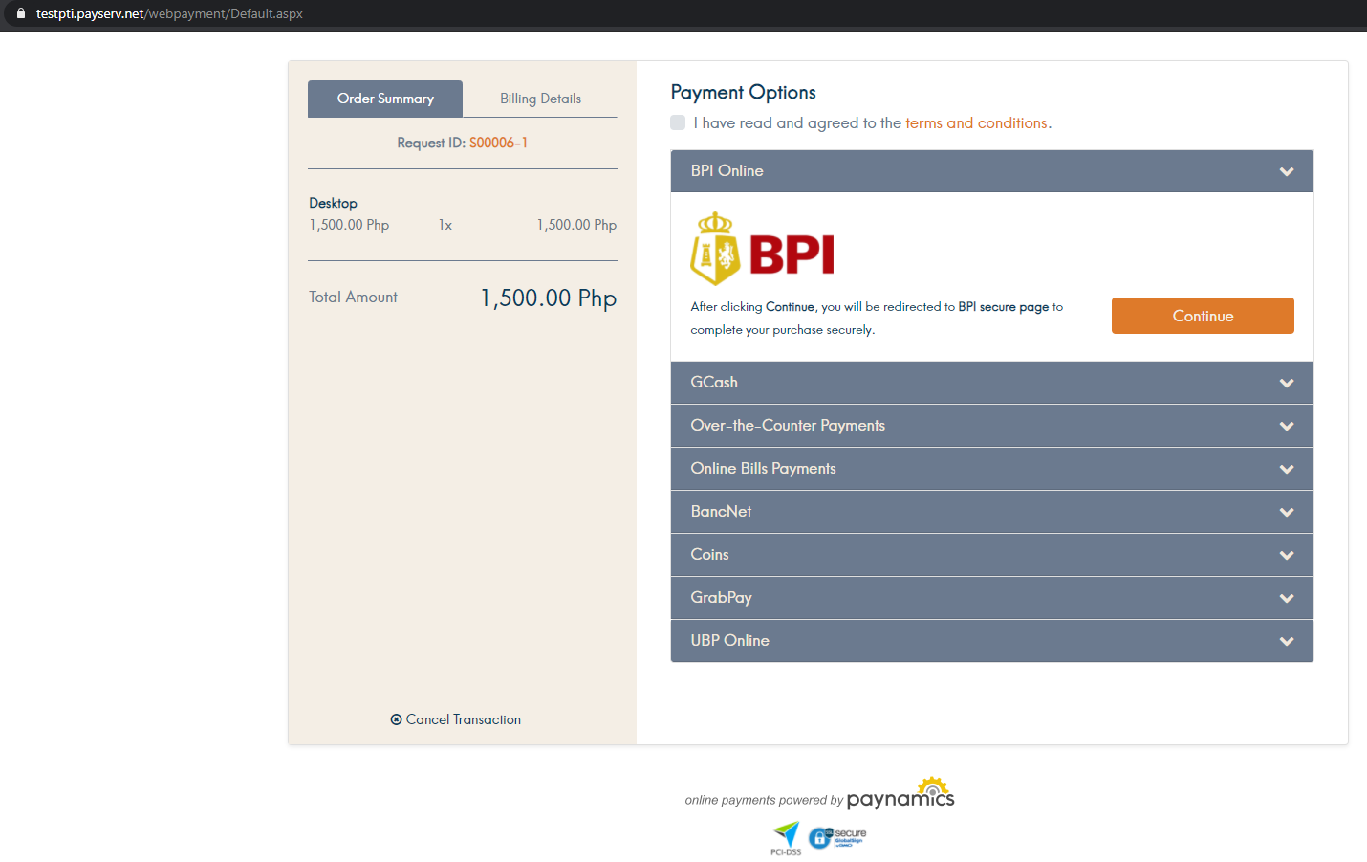 testpti.payserv.net/webpayment/Default.aspx
Order Summary
Billing Details
Request ID: S00006-1
Desktop
1,500.00 Php 1x 1,500.00 Php
Total Amount 1,500.00 Php
Cancel Transaction
Payment Options
I have read and agreed to the terms and conditions.
BPI Online
BPI
After clicking Continue, you will be redirected to BPI secure page to
complete your purchase securely.
Continue
GCash
Over-the-Counter Payments
Online Bills Payments
BancNet
Coins
GrabPay
UBP Online
online payments powered by paynamics
PCI-DSS
secure
GlobalSign